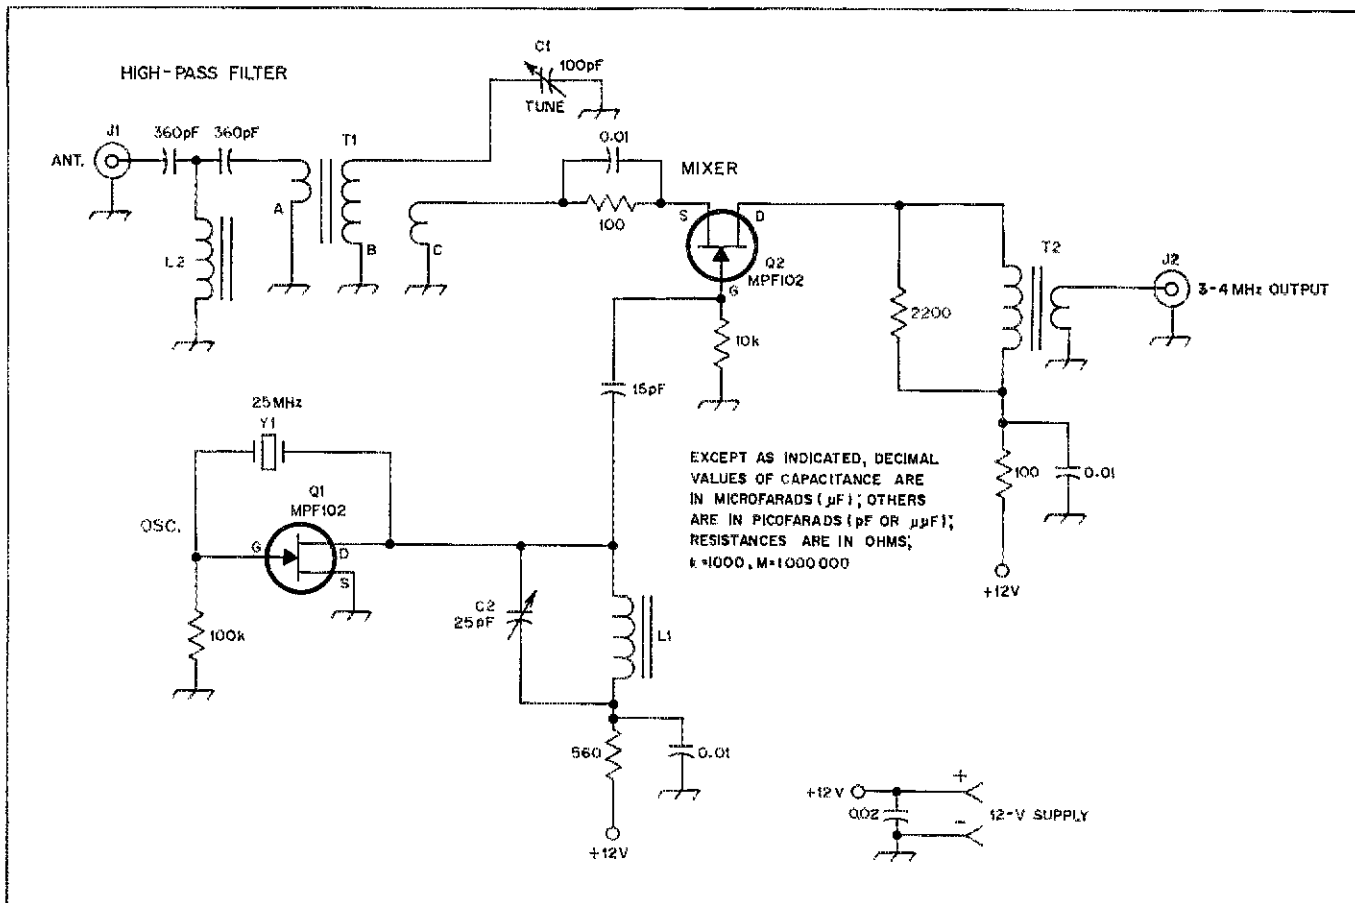 HIGH-PASS FILTER
C1
100pF
TUNE
J1
360pF 360pF
T1
ANT.
A
B
C
L2
0.01
MIXER
100
S D
Q2
MPF102
G
10k
15pF
2200
T2
J2
3-4 MHz OUTPUT
100
0.01
+12V
25MHz
Y1
Q1
MPF102
OSC.
G
D
S
100k
C2
25pF
L1
560
0.01
+12V
EXCEPT AS INDICATED, DECIMAL
VALUES OF CAPACITANCE ARE
IN MICROFARADS (µF); OTHERS
ARE IN PICOFARADS (pF OR µµF);
RESISTANCES ARE IN OHMS;
k=1000, M=1000000
+12V
0.02
+
-
12-V SUPPLY